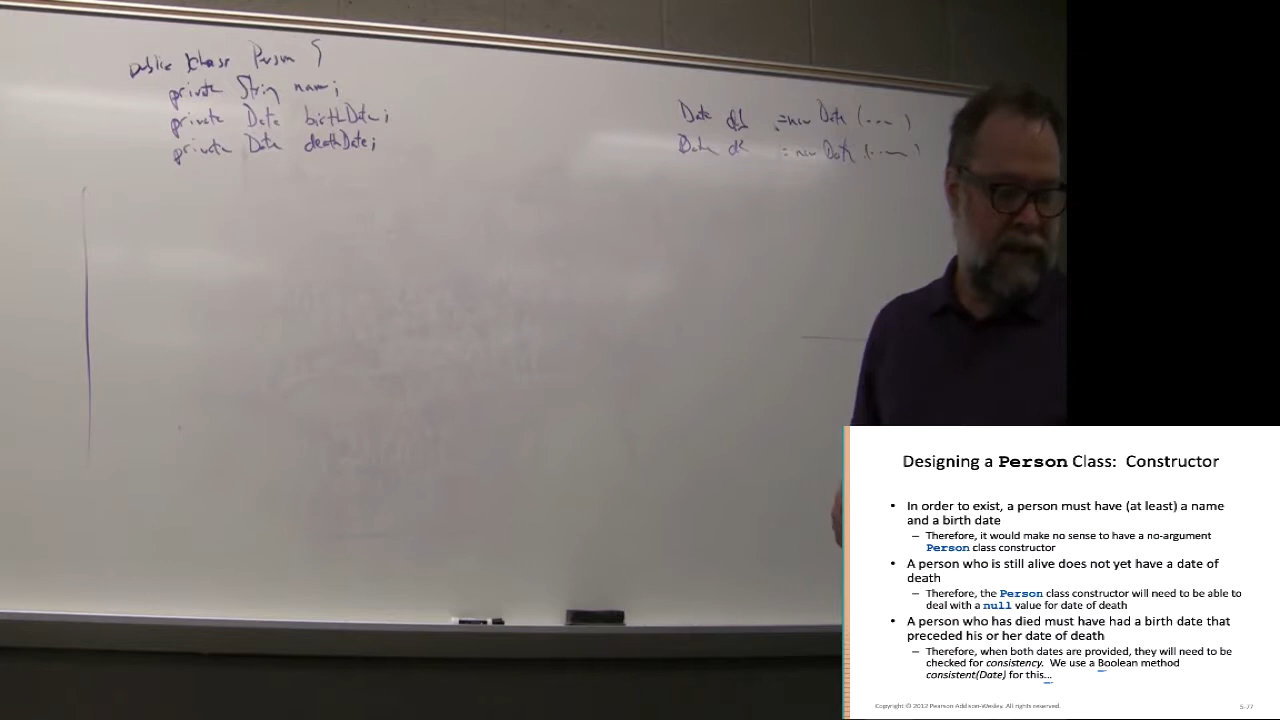 public class Person {
private String name;
private Date birthDate;
private Date deathDate;
Date db = new Date (....)
Date dd = new Date (....)
Designing a Person Class: Constructor
• In order to exist, a person must have (at least) a name
and a birth date
– Therefore, it would make no sense to have a no-argument
Person class constructor
• A person who is still alive does not yet have a date of
death
– Therefore, the Person class constructor will need to be able to
deal with a null value for date of death
• A person who has died must have had a birth date that
preceded his or her date of death
– Therefore, when both dates are provided, they will need to be
checked for consistency. We use a Boolean method
consistent(Date) for this...
Copyright © 2012 Pearson Addison-Wesley. All rights reserved.
5-77